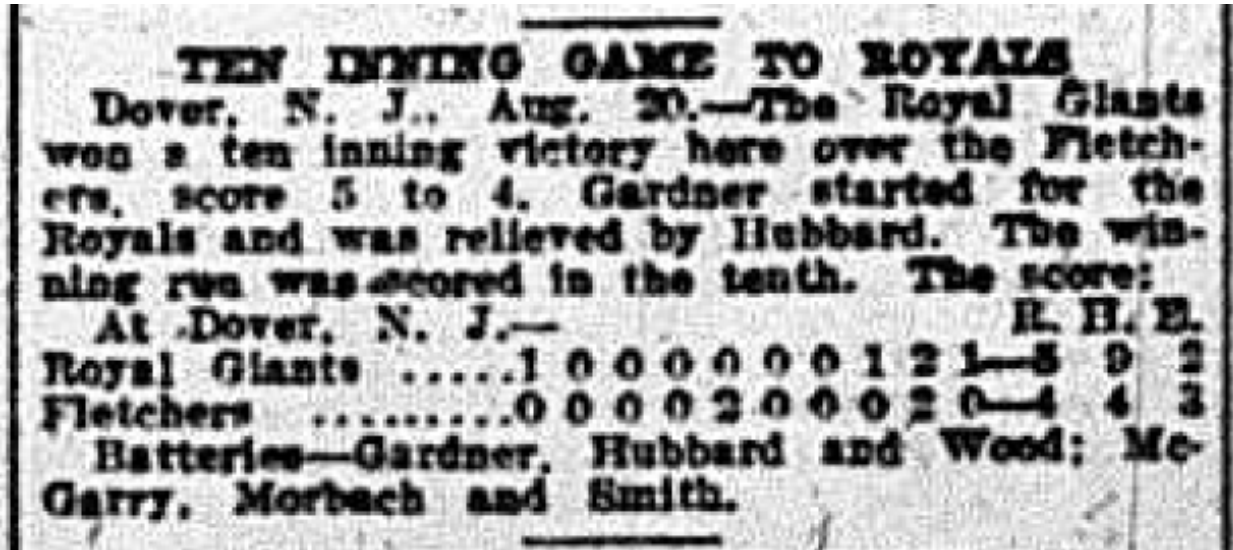 TEN INNING GAME TO ROYALS
Dover, N. J., Aug. 20.—The Royal Giants
won a ten inning victory here over the Fletch-
ers, score 5 to 4. Gardner started for the
Royals and was relieved by Hubbard. The win-
ning run was scored in the tenth. The score:
At Dover, N. J.— R. H. E.
Royal Giants .....1 0 0 0 0 0 0 1 2 1—5 9 2
Fletchers .........0 0 0 0 2 0 0 0 2 0—4 4 3
Batteries—Gardner, Hubbard and Wood; Mc-
Garry, Morbach and Smith.